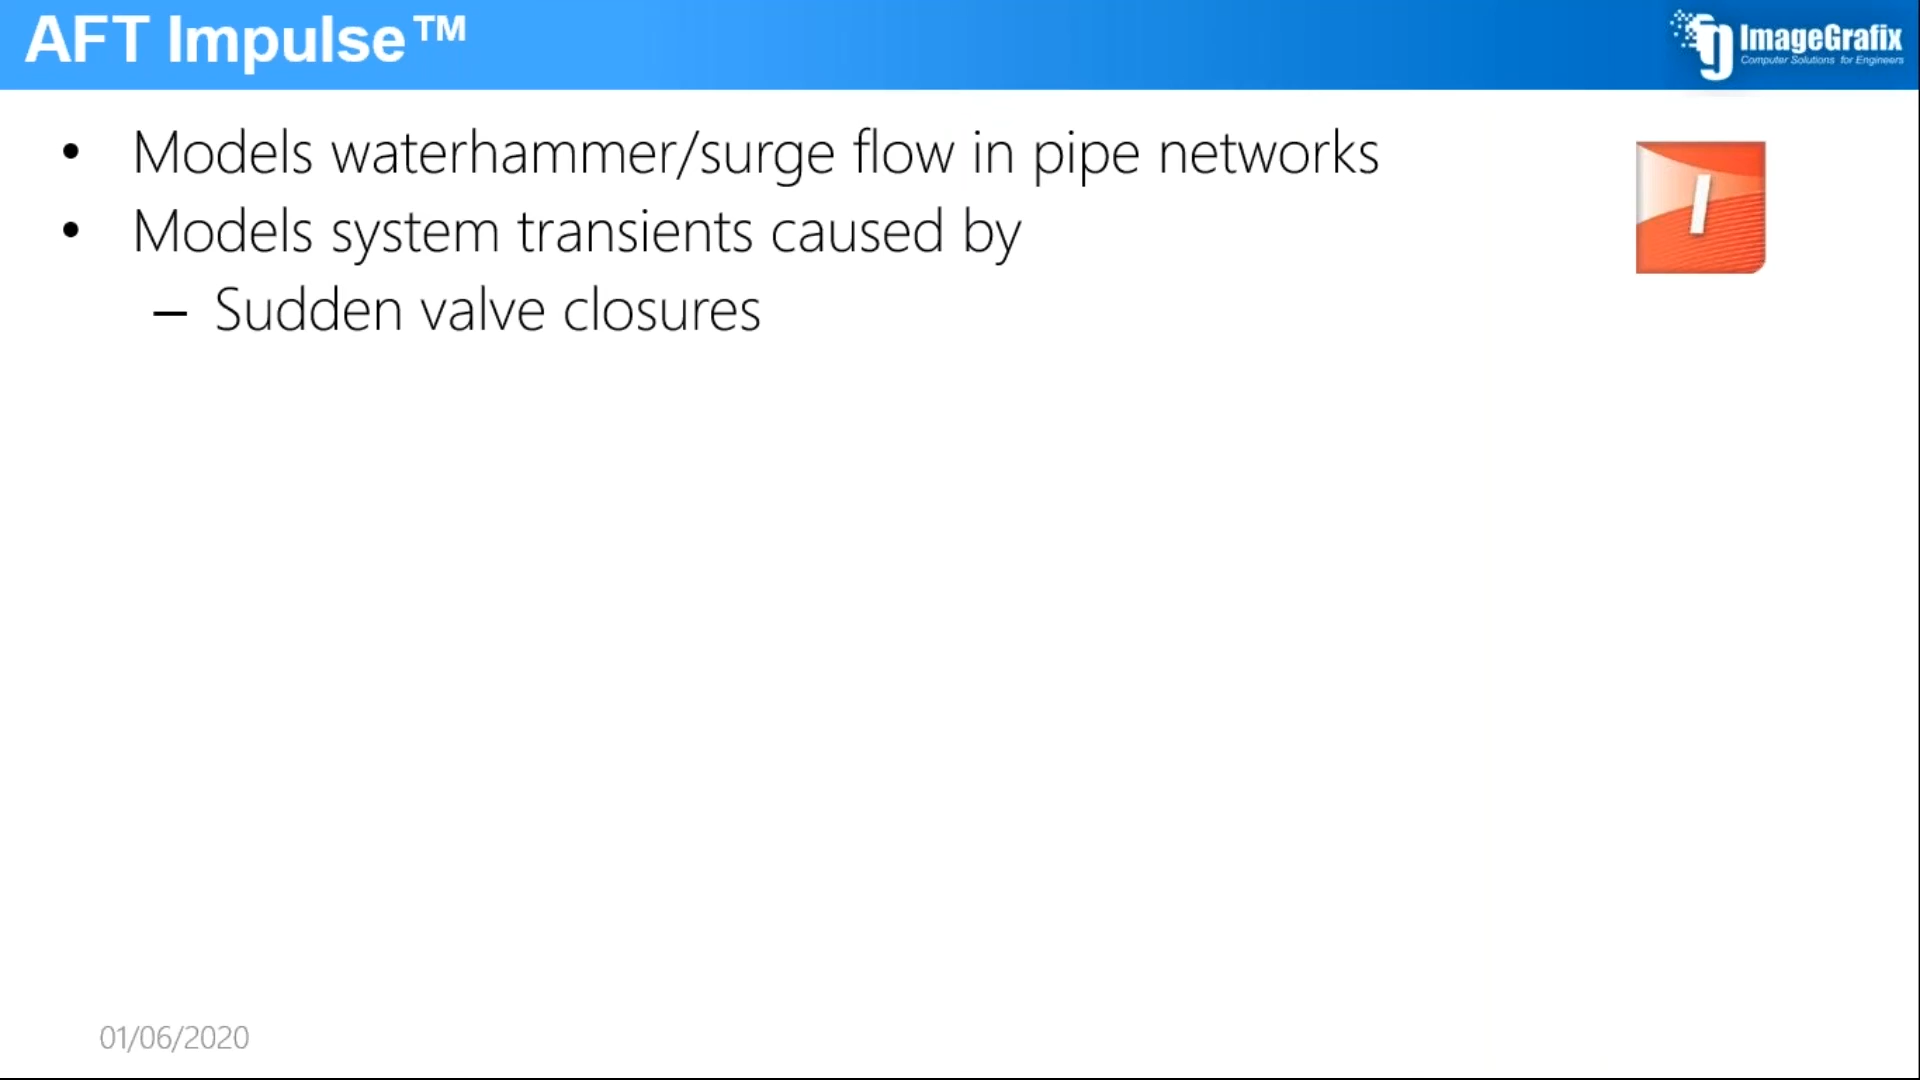 AFT Impulse™
ImageGrafix
Computer Solutions for Engineers
• Models waterhammer/surge flow in pipe networks
• Models system transients caused by
– Sudden valve closures
I
01/06/2020